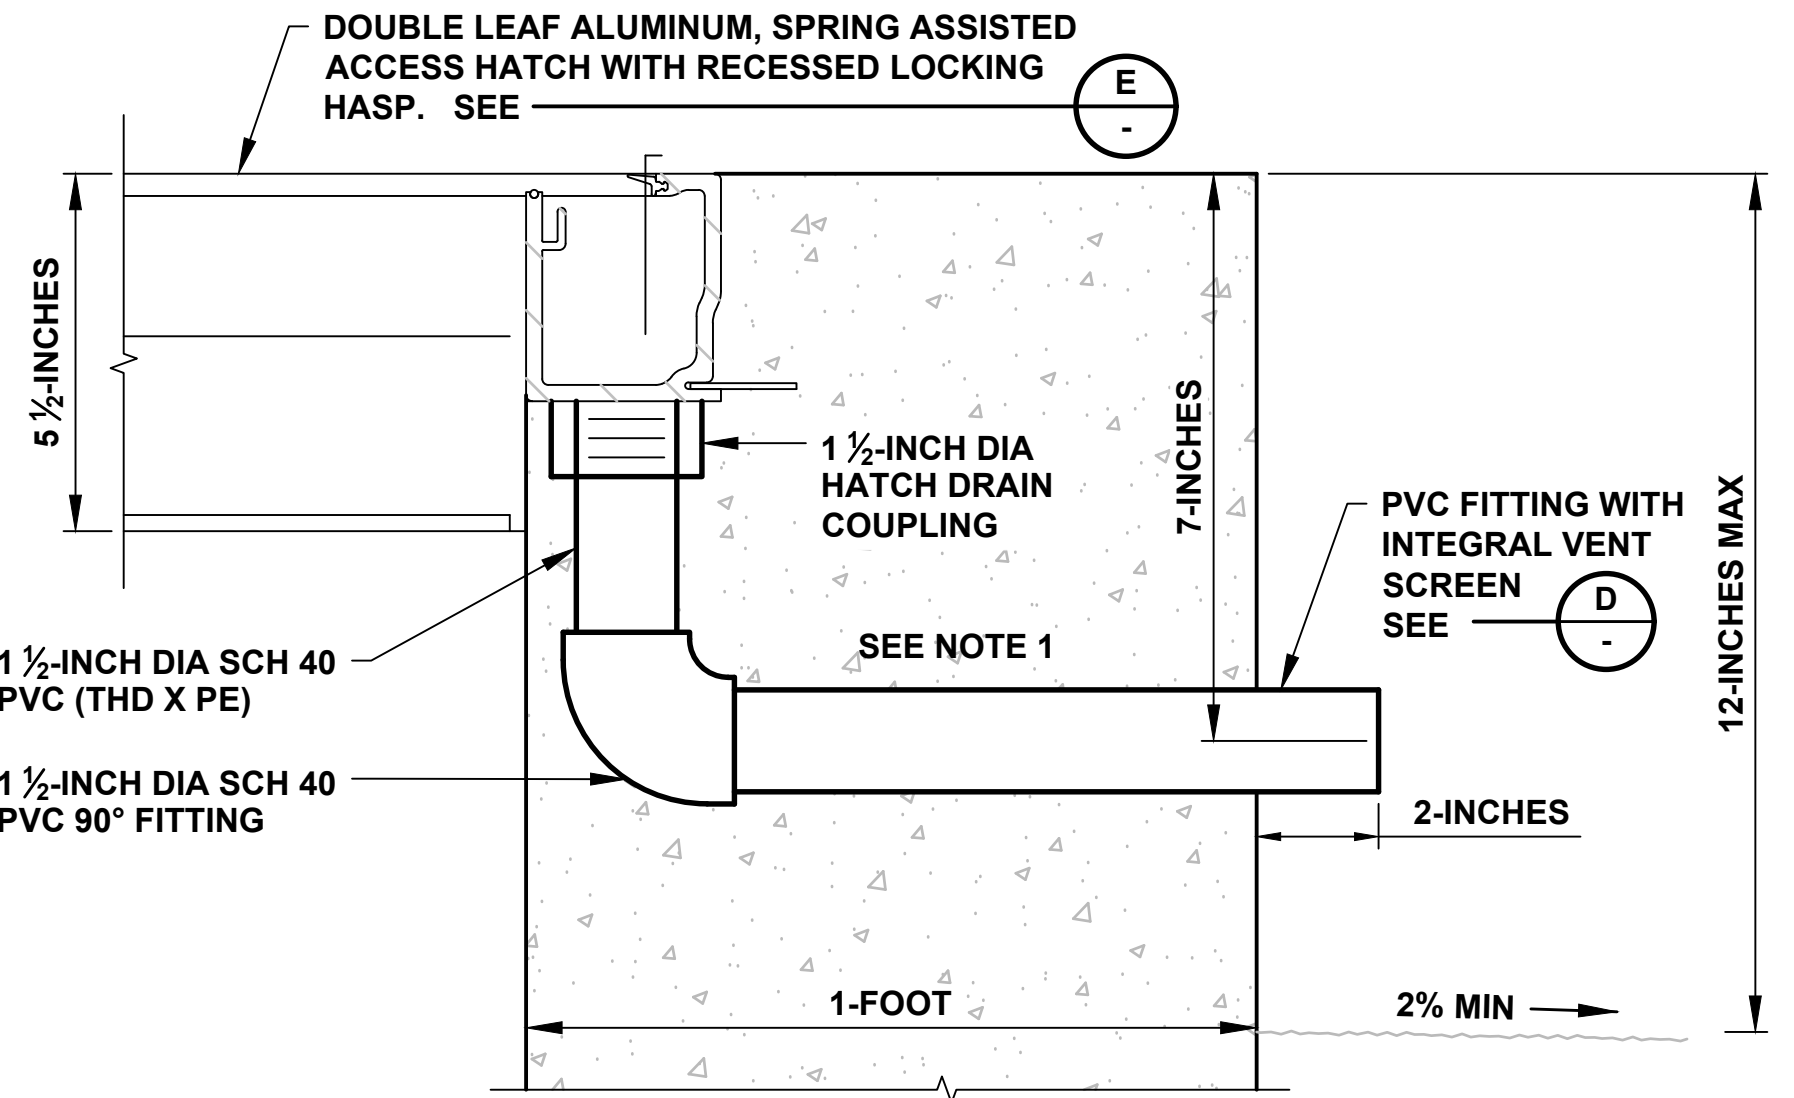 DOUBLE LEAF ALUMINUM, SPRING ASSISTED
ACCESS HATCH WITH RECESSED LOCKING
HASP. SEE
E
-
5 ½-INCHES
1 ½-INCH DIA
HATCH DRAIN
COUPLING
7-INCHES
PVC FITTING WITH
INTEGRAL VENT
SCREEN
SEE
D
-
12-INCHES MAX
1 ½-INCH DIA SCH 40
PVC (THD X PE)
SEE NOTE 1
1 ½-INCH DIA SCH 40
PVC 90° FITTING
2-INCHES
1-FOOT
2% MIN